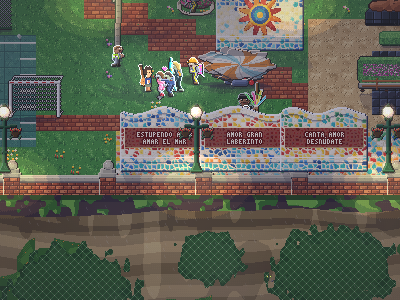 ESTUPENDO A
AMAR EL MAR
AMOR GRAN
LABERINTO
CANTA AMOR
DESNUDATE